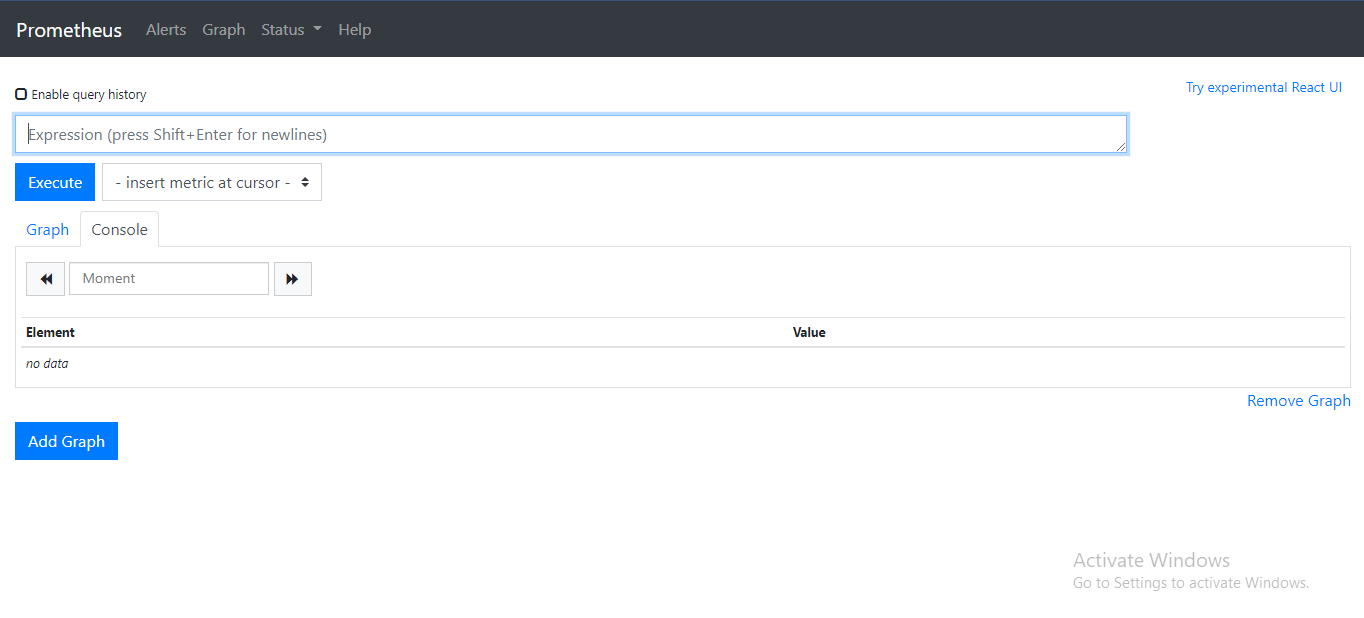 Prometheus Alerts Graph Status Help
Try experimental React UI
Enable query history
Expression (press Shift+Enter for newlines)
Execute - insert metric at cursor -
Graph Console
Moment
Element Value
no data
Remove Graph
Add Graph
Activate Windows
Go to Settings to activate Windows.